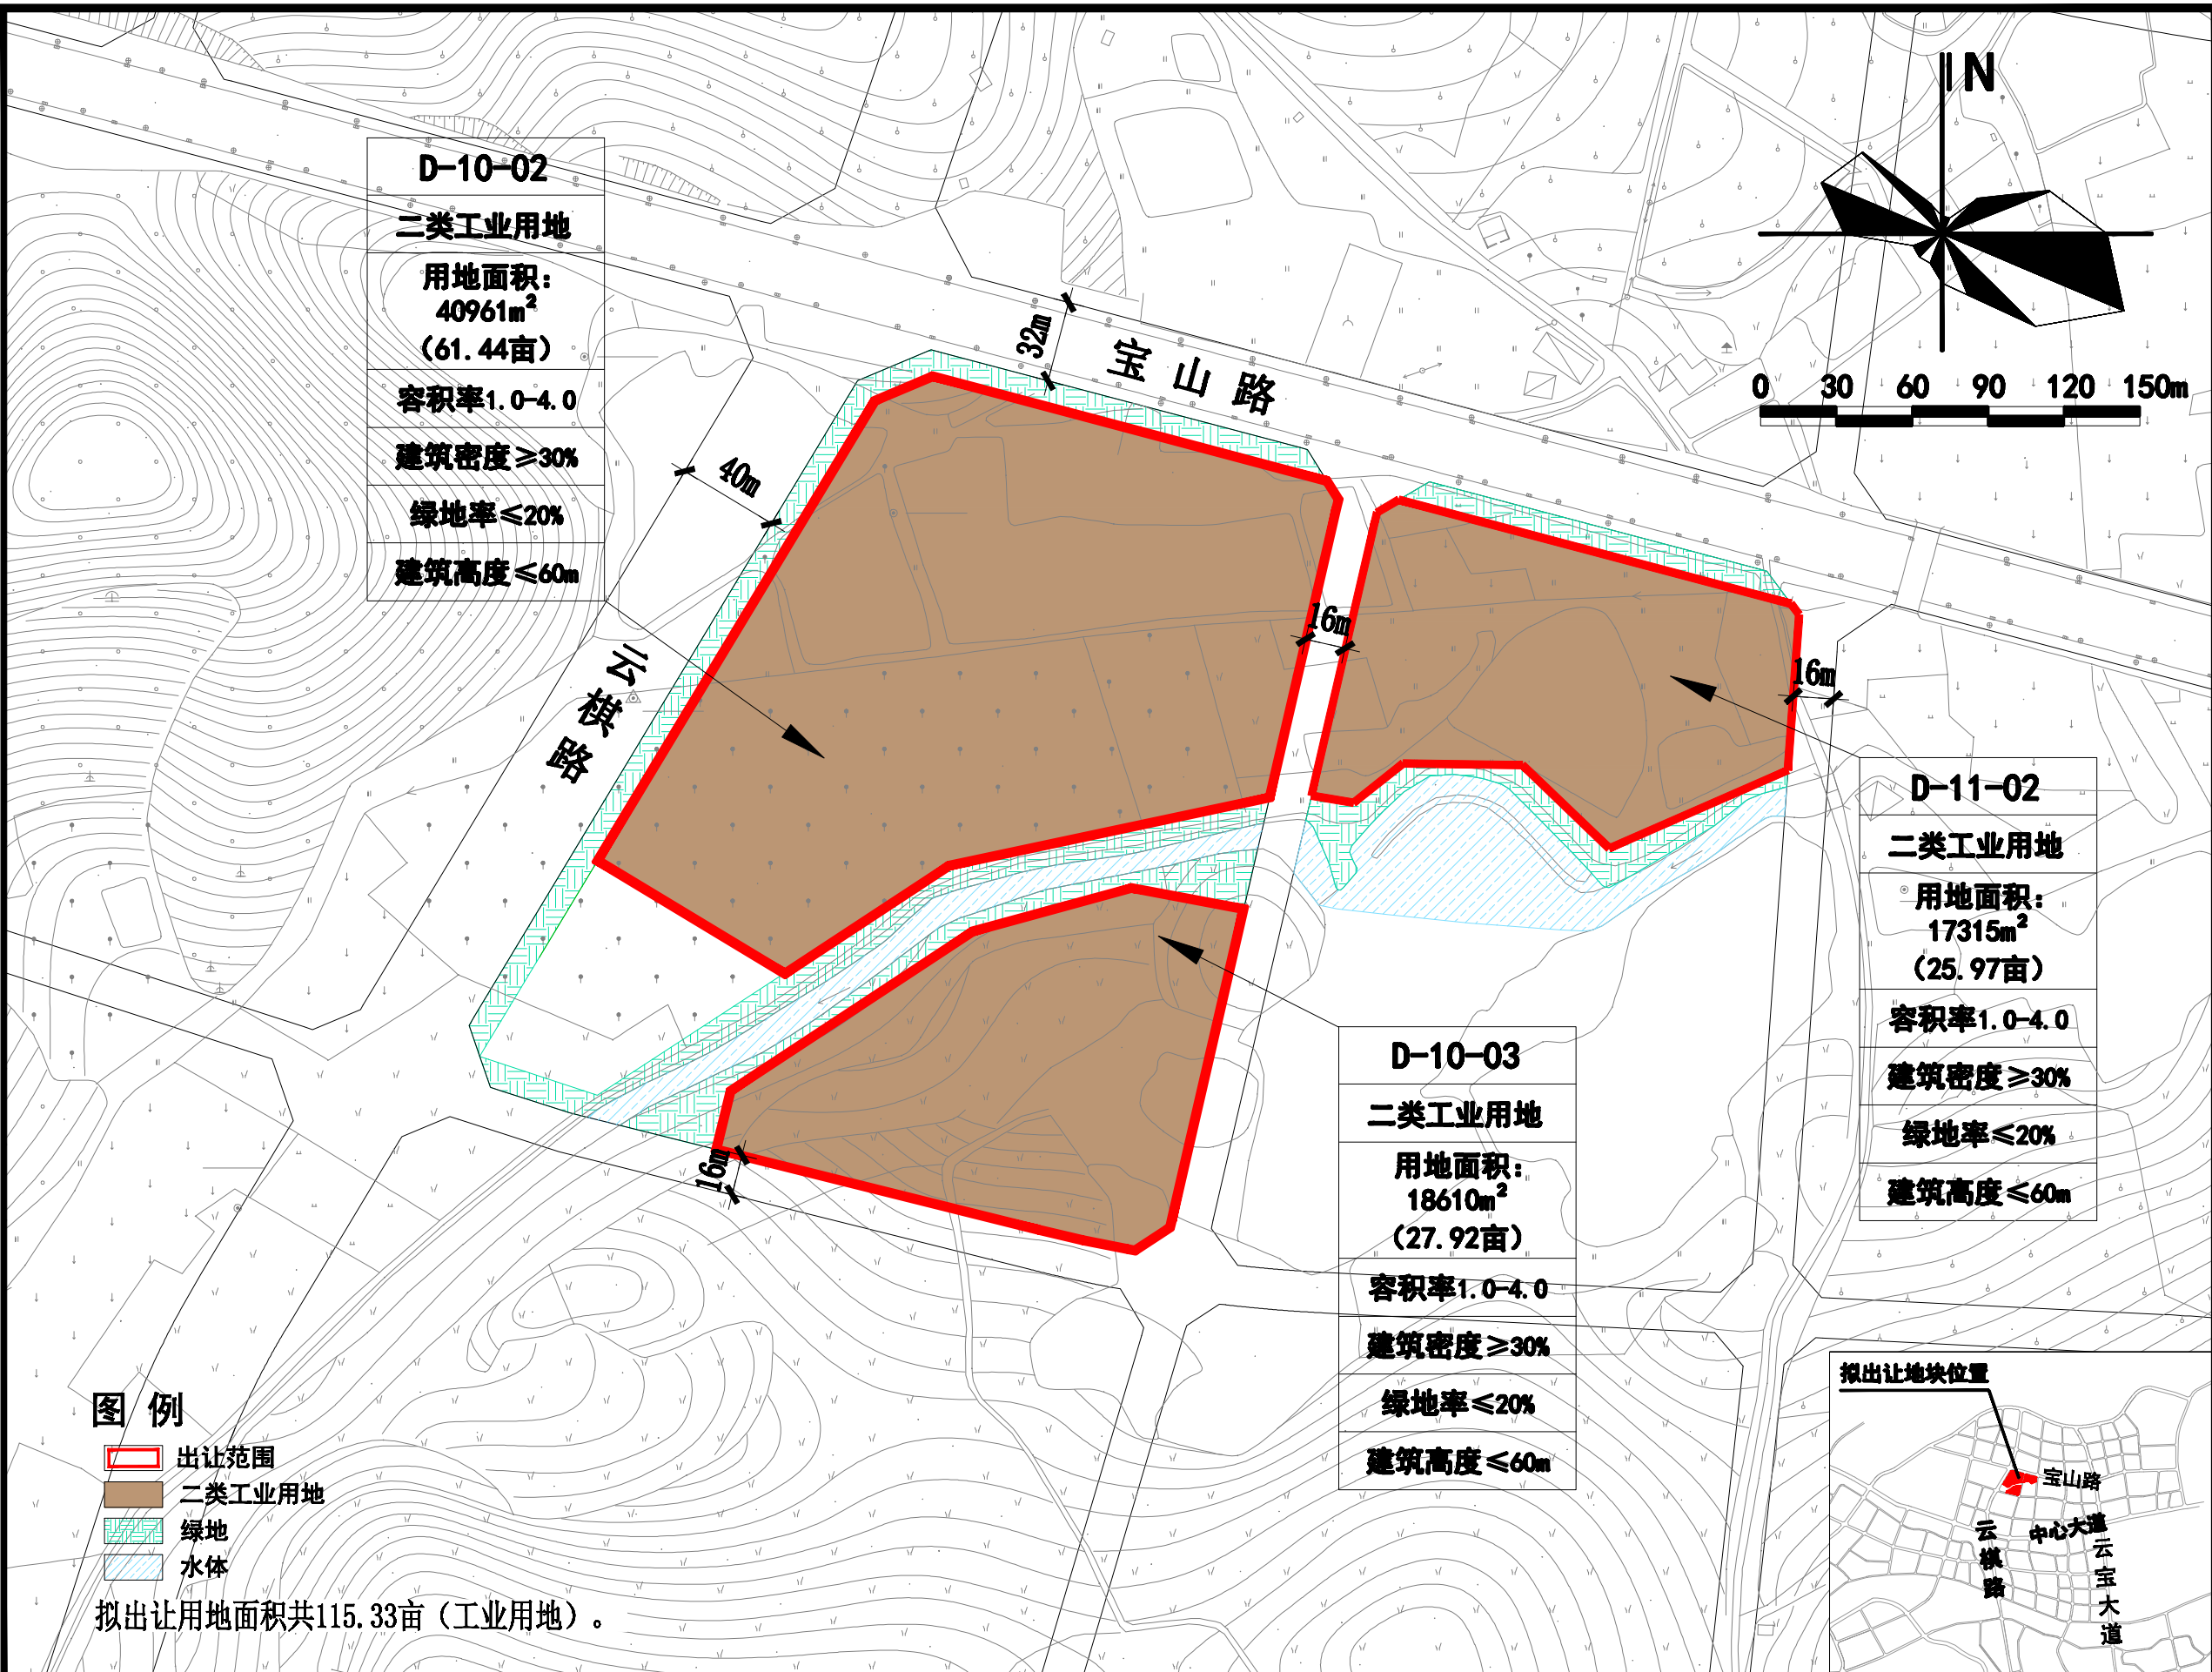 N
0 30 60 90 120 150m
D-10-02
二类工业用地
用地面积：
40961m²
（61.44亩）
容积率1.0-4.0
建筑密度≥30%
绿地率≤20%
建筑高度≤60m
32m
宝山路
40m
云棋路
16m
16m
D-11-02
二类工业用地
用地面积：
17315m²
（25.97亩）
容积率1.0-4.0
建筑密度≥30%
绿地率≤20%
建筑高度≤60m
D-10-03
二类工业用地
用地面积：
18610m²
（27.92亩）
容积率1.0-4.0
建筑密度≥30%
绿地率≤20%
建筑高度≤60m
16m
图 例
出让范围
二类工业用地
绿地
水体
拟出让用地面积共115.33亩（工业用地）。
拟出让地块位置
宝山路
中心大道
云棋路
云宝大道